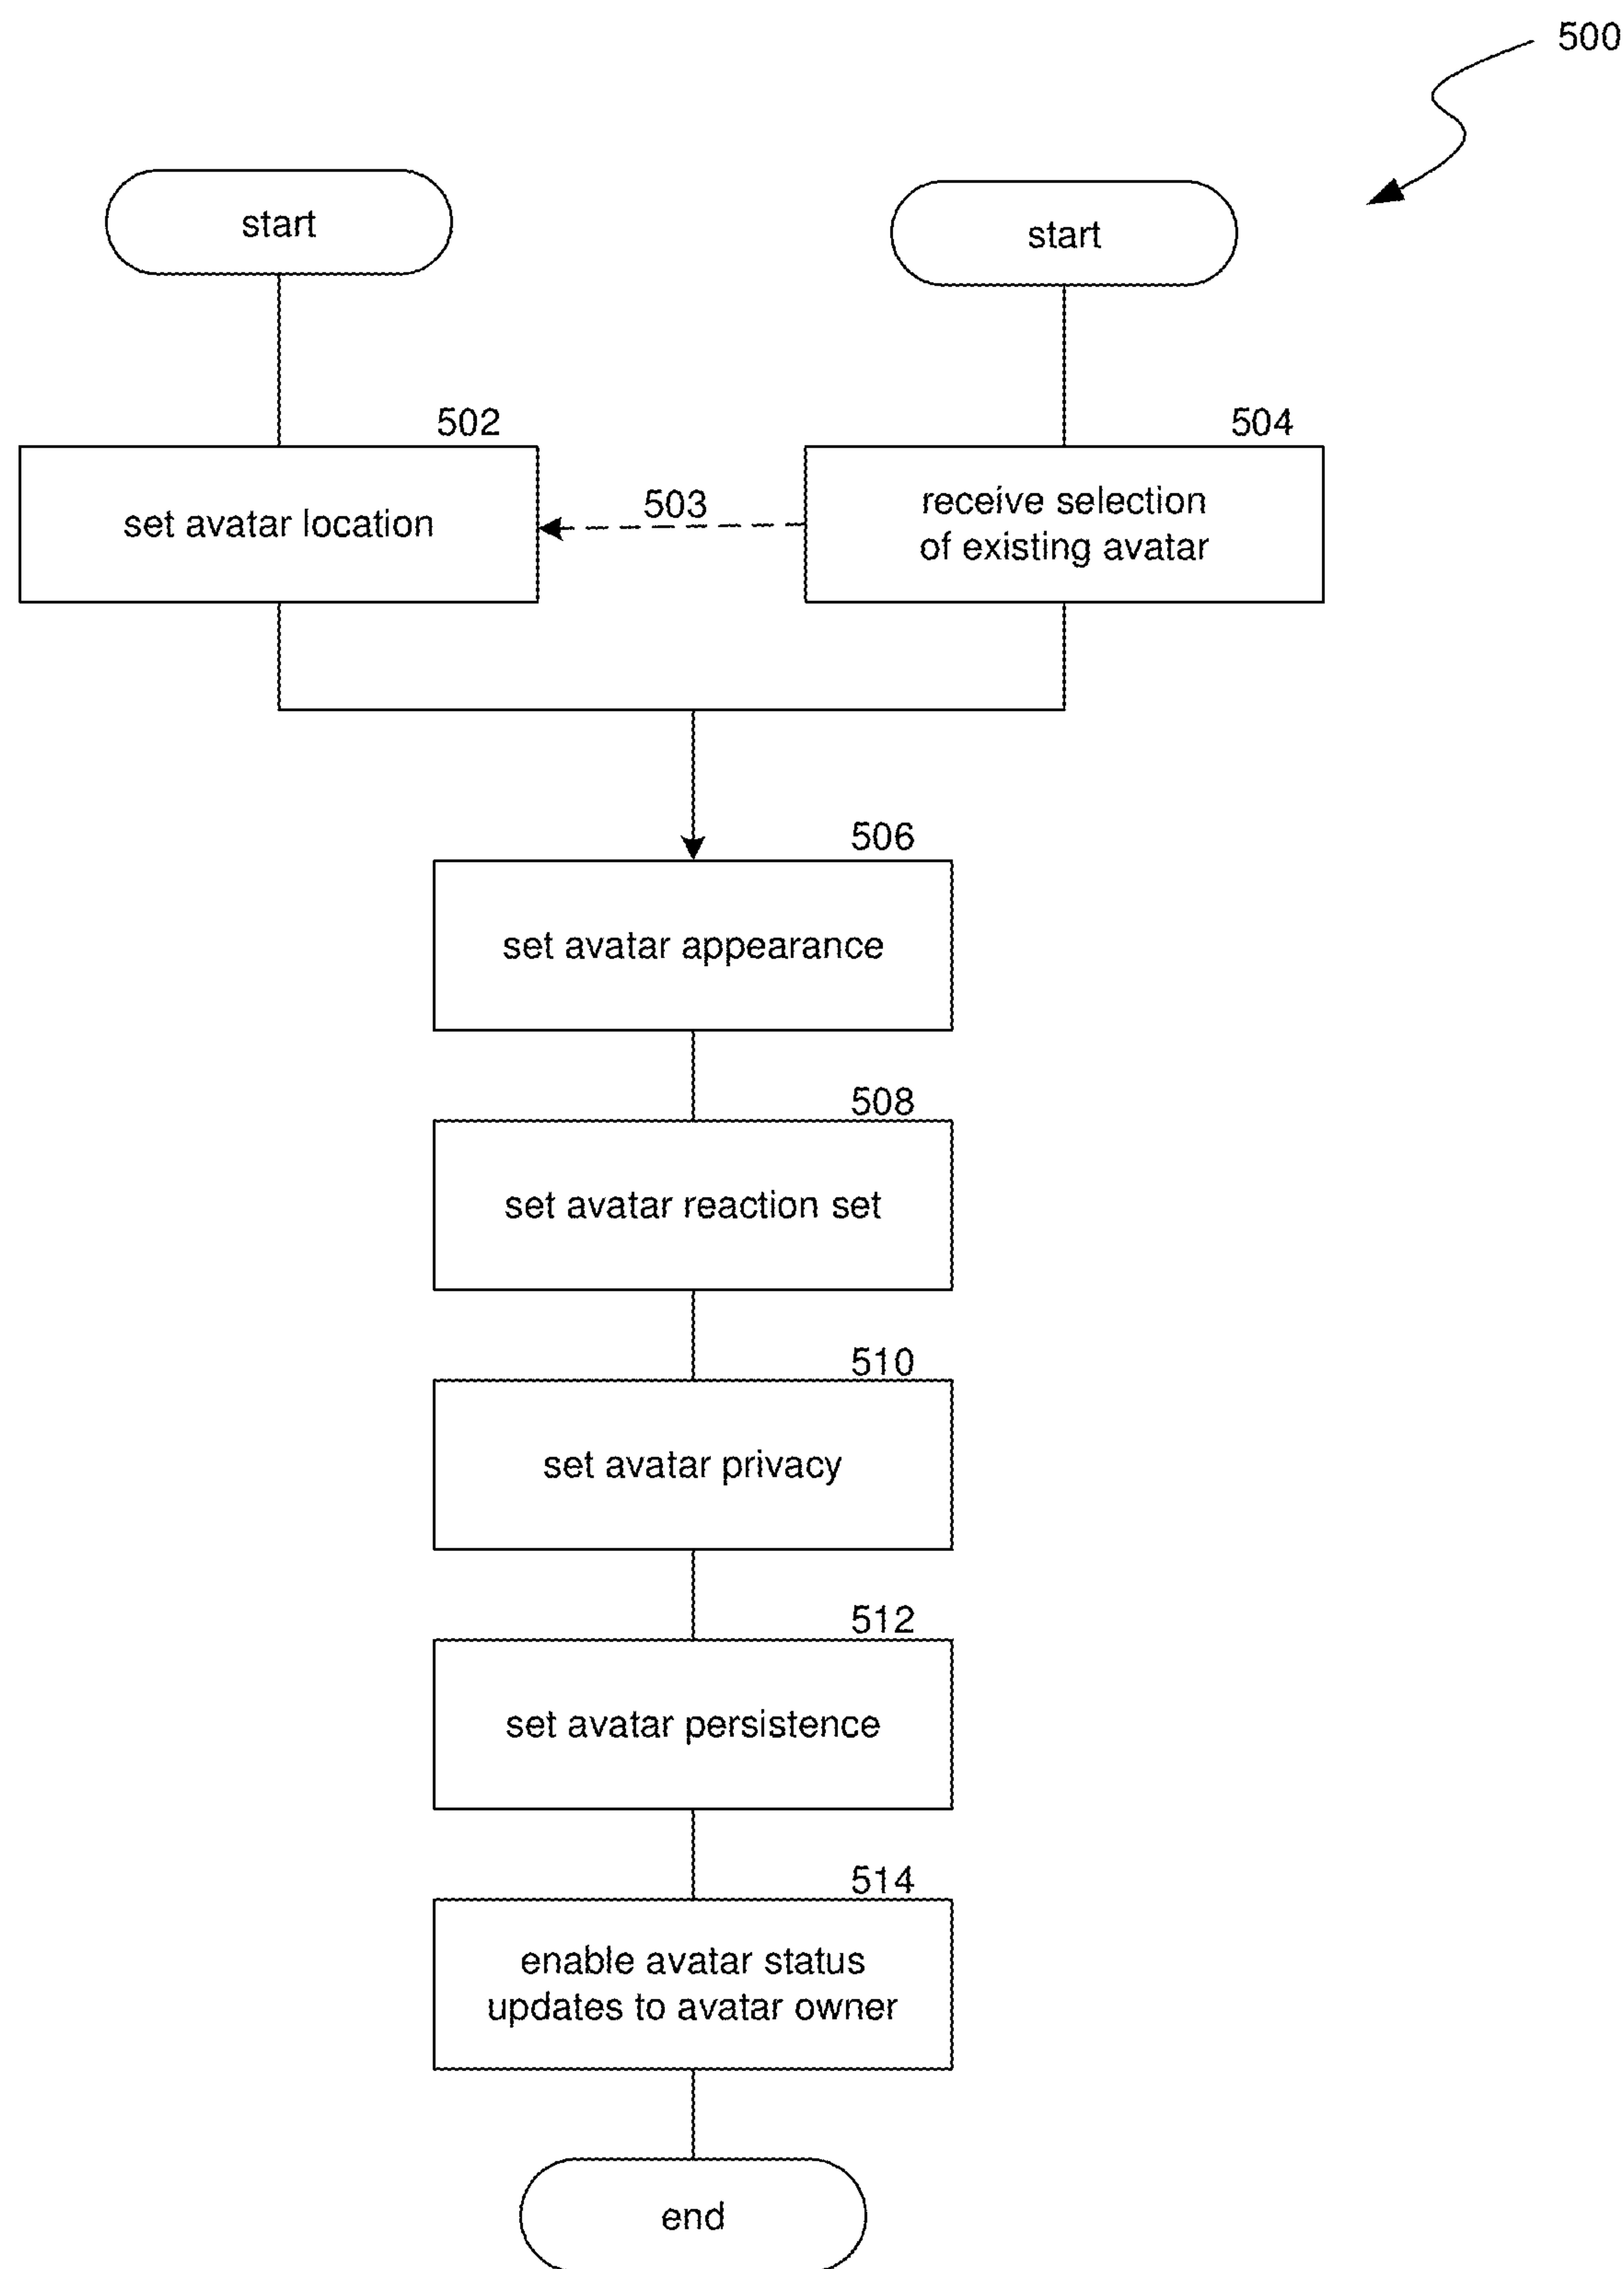 500
start
start
502
504
set avatar location
503
receive selection
of existing avatar
506
set avatar appearance
508
set avatar reaction set
510
set avatar privacy
512
set avatar persistence
514
enable avatar status
updates to avatar owner
end